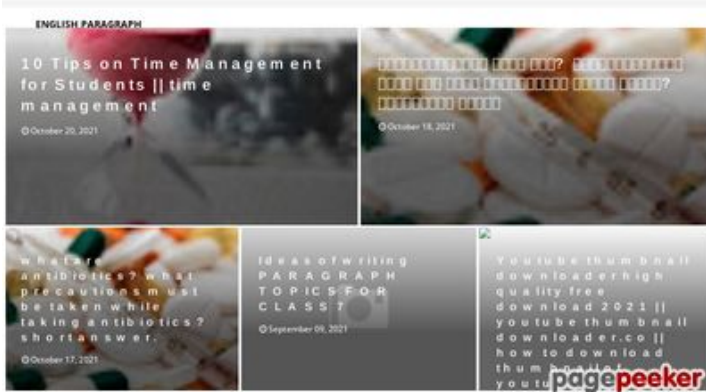 ENGLISH PARAGRAPH
10 Tips on Time Management
for Students || time
management
October 20, 2021
October 18, 2021
what are
antibiotics? what
precautions must
be taken while
taking antibiotics?
short answer.
October 17, 2021
Ideas of writing
PARAGRAPH
TOPICS FOR
CLASS 7
September 09, 2021
Youtube thumbnail
downloader high
quality free
download 2021 ||
youtube thumbnail
downloader.co ||
how to download
thumbnail of
pagepeeker